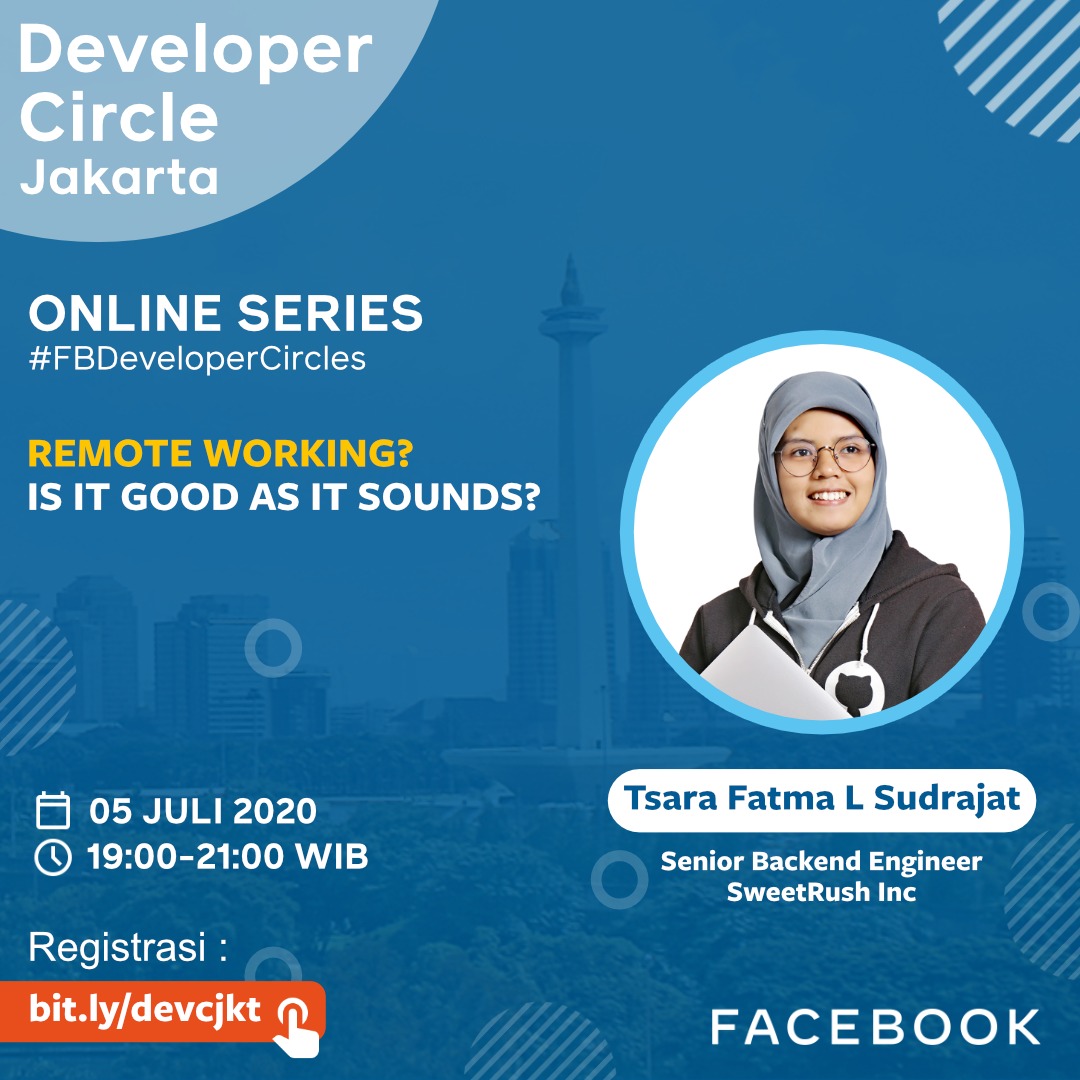 Developer
Circle
Jakarta
ONLINE SERIES
#FBDeveloperCircles
REMOTE WORKING?
IS IT GOOD AS IT SOUNDS?
Tsara Fatma L Sudrajat
Senior Backend Engineer
SweetRush Inc
05 JULI 2020
19:00-21:00 WIB
Registrasi :
bit.ly/devcjkt
FACEBOOK